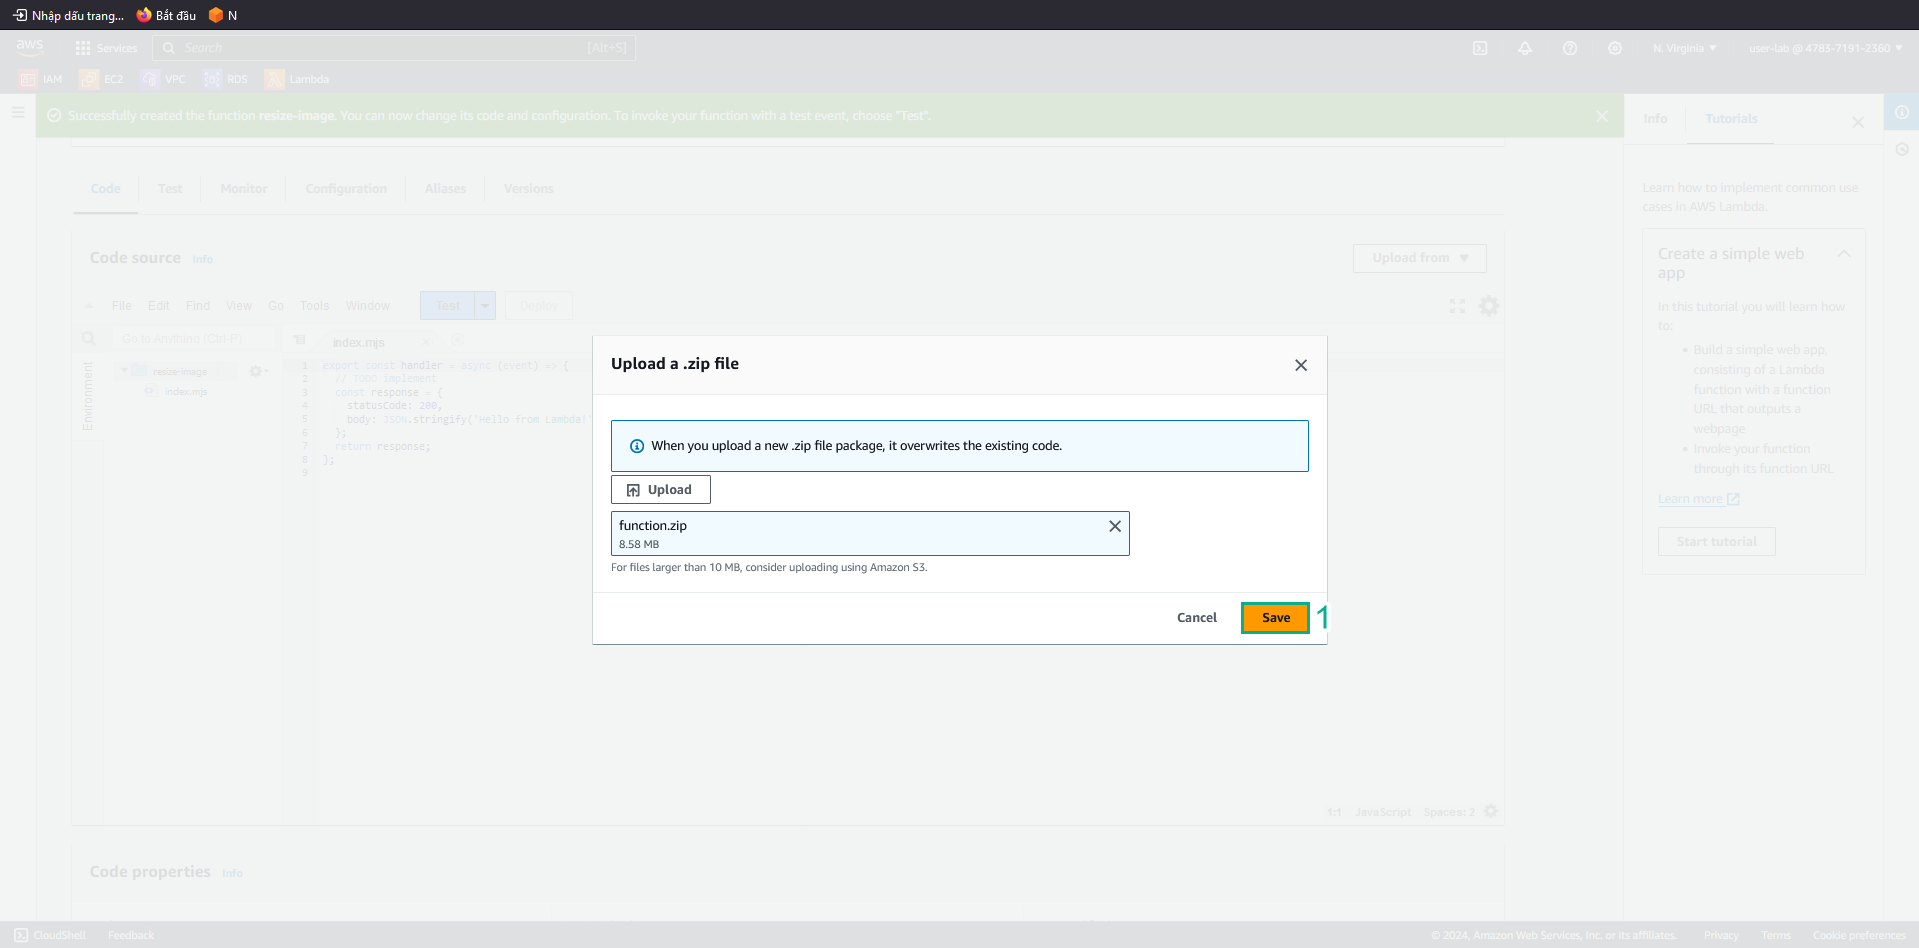 Nhập dấu trang... Bắt đầu N
aws Services Search [Alt+S] N. Virginia user-lab @ 4783-7191-2360
IAM EC2 VPC RDS Lambda
Successfully created the function resize-image. You can now change its code and configuration. To invoke your function with a test event, choose "Test".
Info Tutorials
Learn how to implement common use
cases in AWS Lambda.
Create a simple web
app
In this tutorial you will learn how
to:
• Build a simple web app,
consisting of a Lambda
function with a function
URL that outputs a
webpage
• Invoke your function
through its function URL
Learn more
Start tutorial
Code Test Monitor Configuration Aliases Versions
Code source Info Upload from
File Edit Find View Go Tools Window Test Deploy
Go to Anything (Ctrl-P) index.mjs
Environment
resize-image
index.mjs
1 export const handler = async (event) => {
2 // TODO implement
3 const response = {
4 statusCode: 200,
5 body: JSON.stringify('Hello from Lambda!'
6 };
7 return response;
8 };
9
Upload a .zip file
When you upload a new .zip file package, it overwrites the existing code.
Upload
function.zip
8.58 MB
For files larger than 10 MB, consider uploading using Amazon S3.
Cancel Save 1
1:1 JavaScript Spaces: 2
Code properties Info
CloudShell Feedback © 2024, Amazon Web Services, Inc. or its affiliates. Privacy Terms Cookie preferences